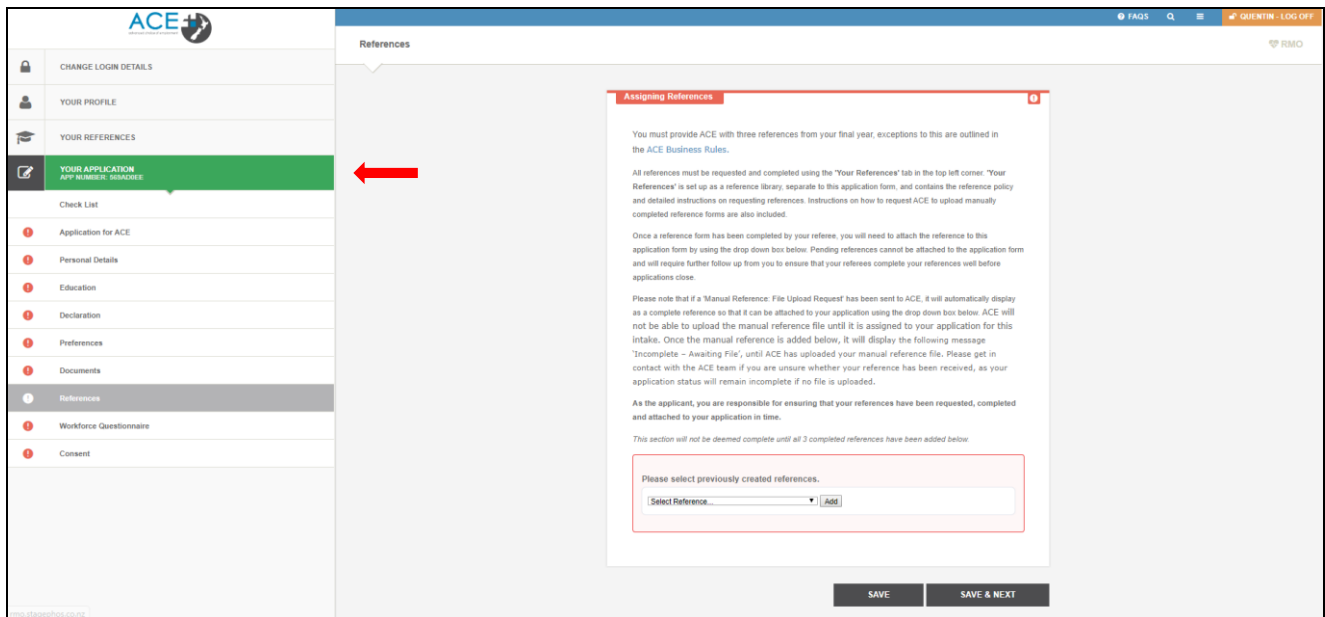 ACE
FAQS
QUENTIN - LOG OFF
References
RMO
CHANGE LOGIN DETAILS
YOUR PROFILE
YOUR REFERENCES
YOUR APPLICATION
Check List
Application for ACE
Personal Details
Education
Declaration
Preferences
Documents
References
Workforce Questionnaire
Consent
Assigning References
You must provide ACE with three references from your final year, exceptions to this are outlined in
the ACE Business Rules.
All references must be requested and completed using the 'Your References' tab in the top left corner. 'Your
References' is set up as a reference library, separate to this application form, and contains the reference policy
and detailed instructions on requesting references. Instructions on how to request ACE to upload manually
completed reference forms are also included.
Once a reference form has been completed by your referee, you will need to attach the reference to this
application form by using the drop down box below. Pending references cannot be attached to the application form
and will require further follow up from you to ensure that your referees complete your references well before
applications close.
Please note that if a 'Manual Reference: File Upload Request' has been sent to ACE, it will automatically display
as a complete reference so that it can be attached to your application using the drop down box below. ACE will
not be able to upload the manual reference file until it is assigned to your application for this
intake. Once the manual reference is added below, it will display the following message
'Incomplete – Awaiting File', until ACE has uploaded your manual reference file. Please get in
contact with the ACE team if you are unsure whether your reference has been received, as your
application status will remain incomplete if no file is uploaded.
As the applicant, you are responsible for ensuring that your references have been requested, completed
and attached to your application in time.
This section will not be deemed complete until all 3 completed references have been added below.
Please select previously created references.
Select Reference...
Add
SAVE
SAVE & NEXT